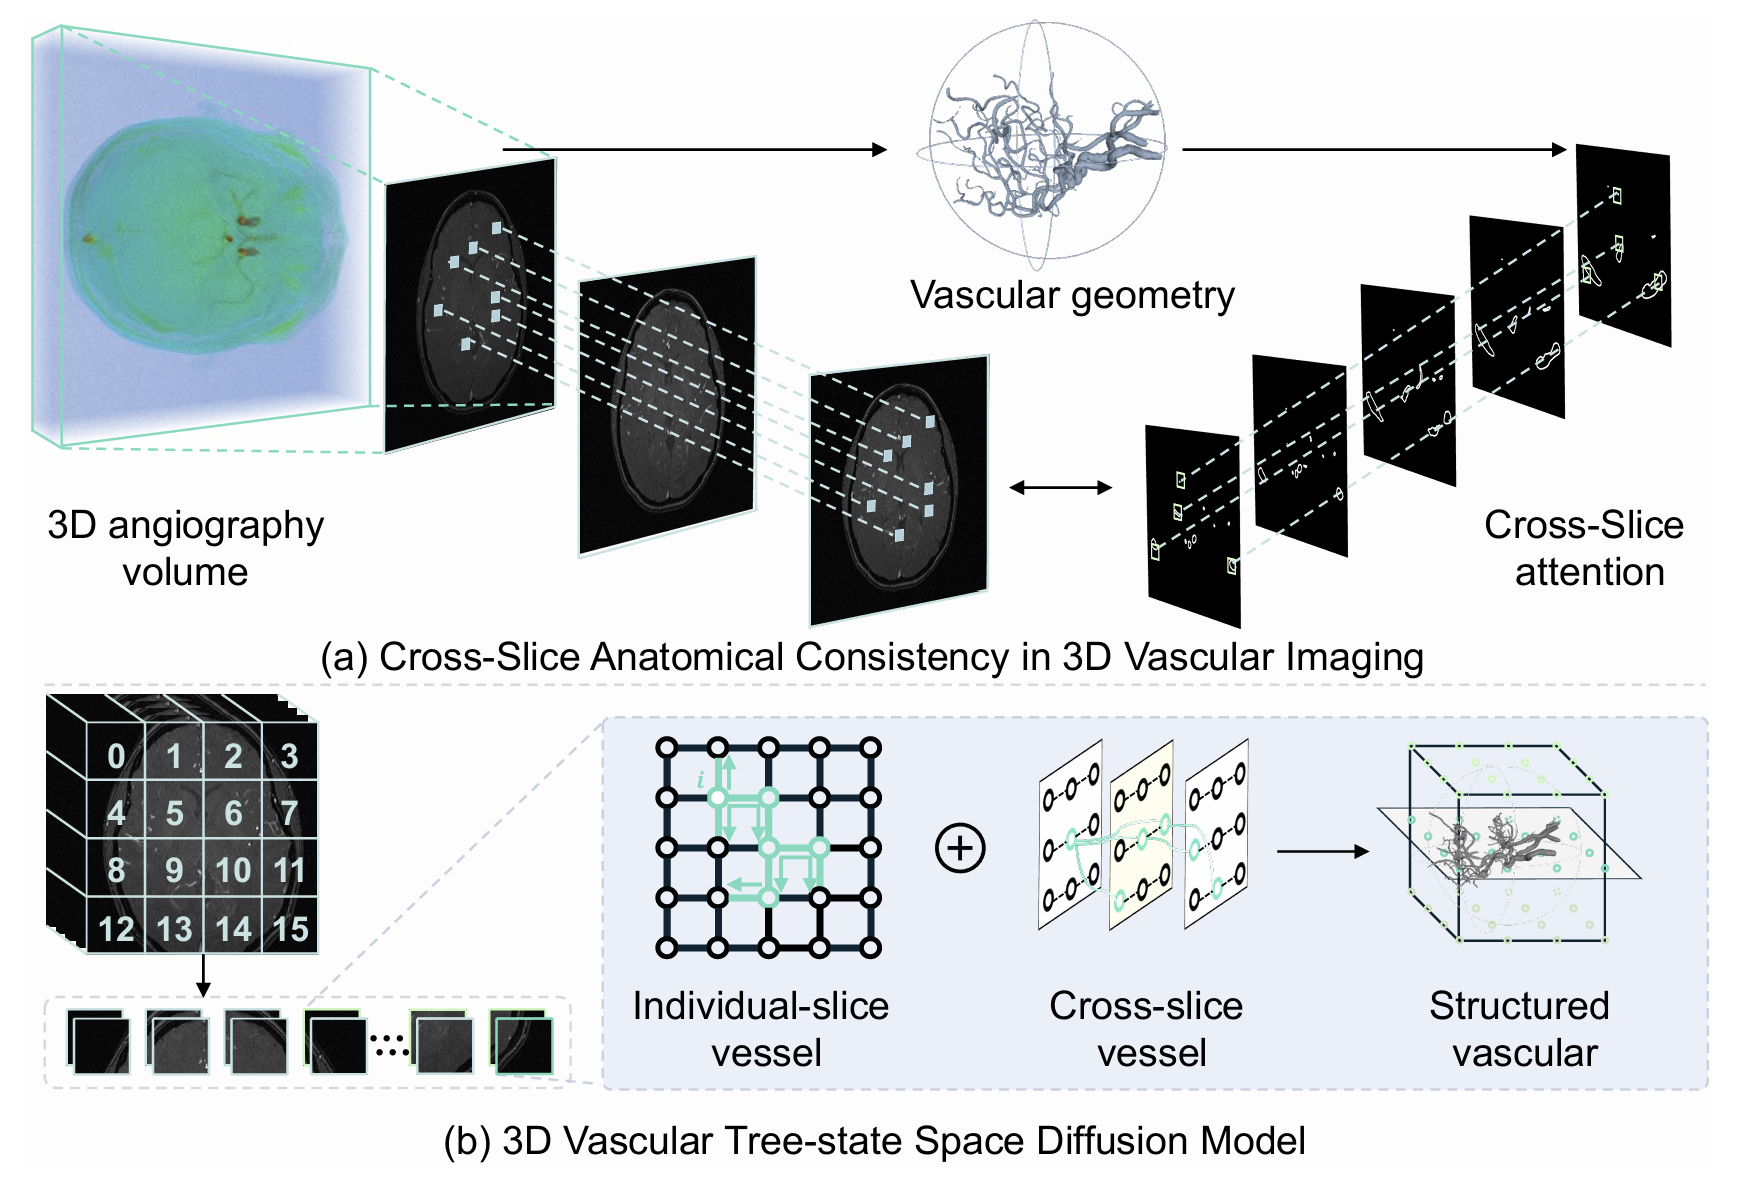 Vascular geometry
3D angiography
volume
Cross-Slice
attention
(a) Cross-Slice Anatomical Consistency in 3D Vascular Imaging
0 1 2 3
4 5 6 7
8 9 10 11
12 13 14 15
i
Individual-slice
vessel
Cross-slice
vessel
Structured
vascular
(b) 3D Vascular Tree-state Space Diffusion Model